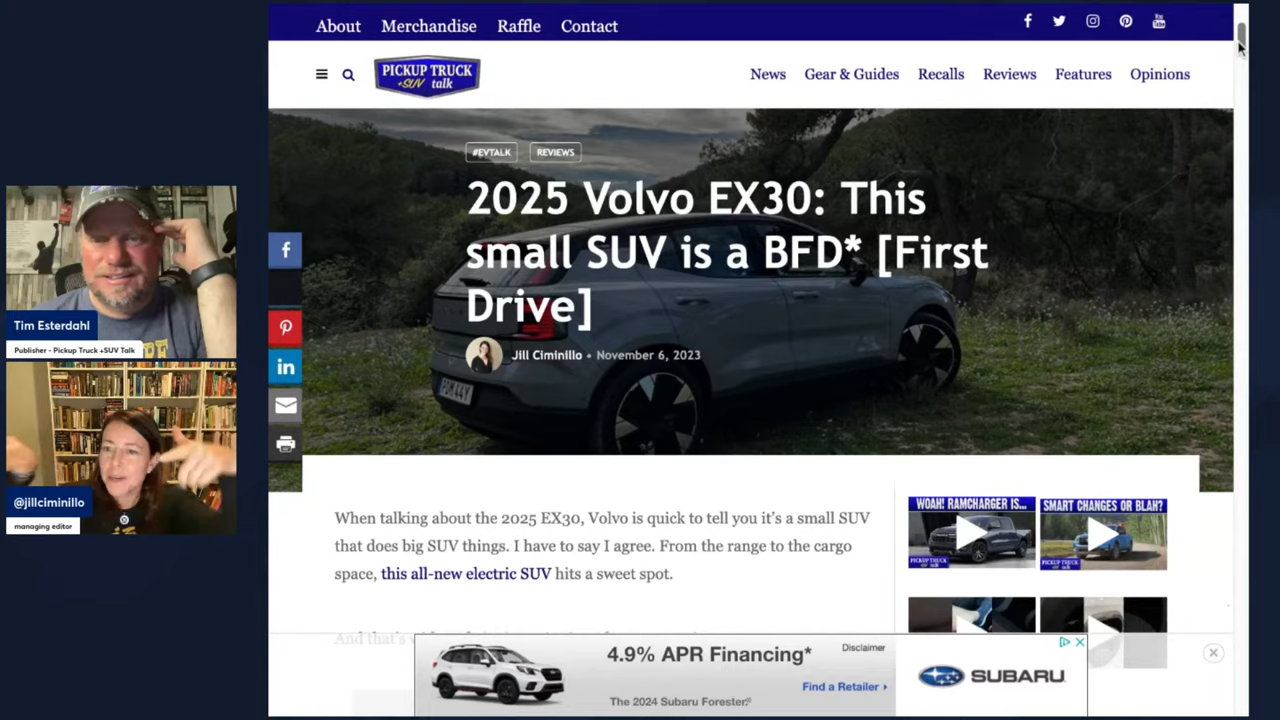 About Merchandise Raffle Contact
PICKUP TRUCK
+SUV talk
News Gear & Guides Recalls Reviews Features Opinions
#EVTALK REVIEWS
2025 Volvo EX30: This
small SUV is a BFD* [First
Drive]
Jill Ciminillo • November 6, 2023
Tim Esterdahl
Publisher - Pickup Truck +SUV Talk
@jillciminillo
managing editor
When talking about the 2025 EX30, Volvo is quick to tell you it's a small SUV
that does big SUV things. I have to say I agree. From the range to the cargo
space, this all-new electric SUV hits a sweet spot.
And that's
WOAH! RAMCHARGER IS...
SMART CHANGES OR BLAH?
4.9% APR Financing*
Disclaimer
Find a Retailer
The 2024 Subaru Forester.
SUBARU